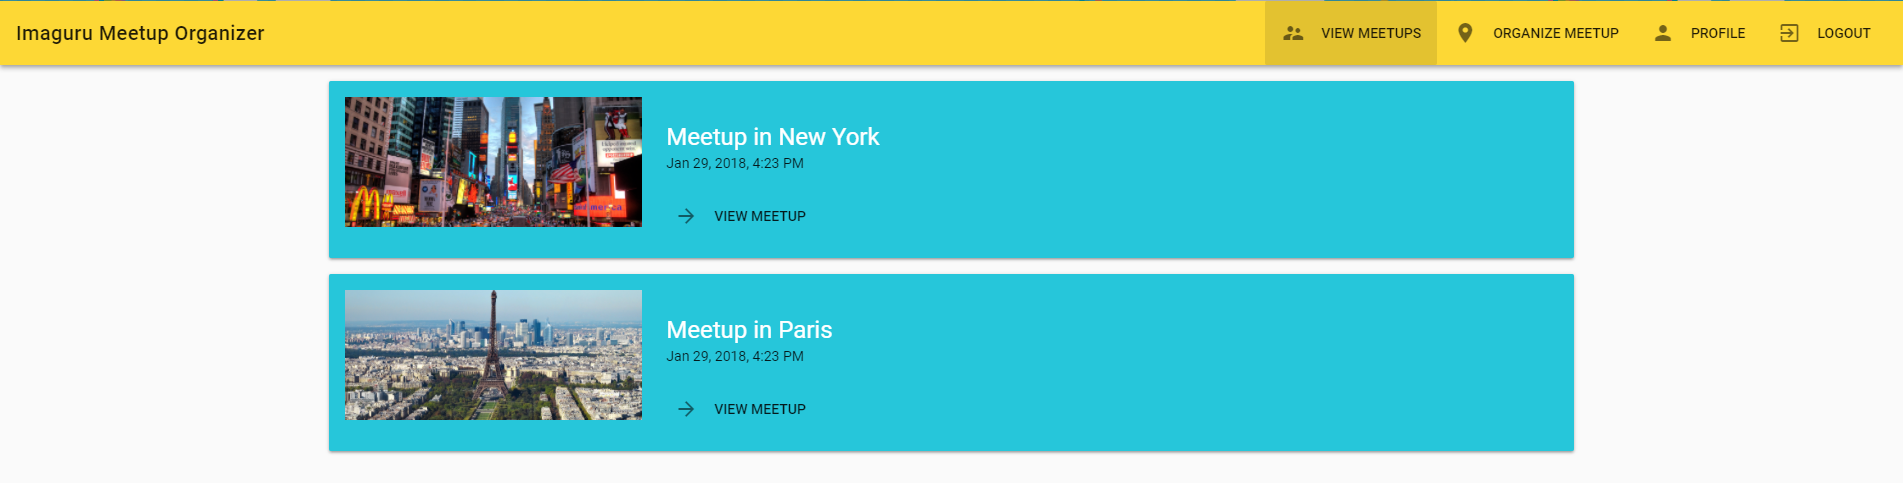 Imaguru Meetup Organizer
VIEW MEETUPS
ORGANIZE MEETUP
PROFILE
LOGOUT
Meetup in New York
Jan 29, 2018, 4:23 PM
VIEW MEETUP
Meetup in Paris
Jan 29, 2018, 4:23 PM
VIEW MEETUP